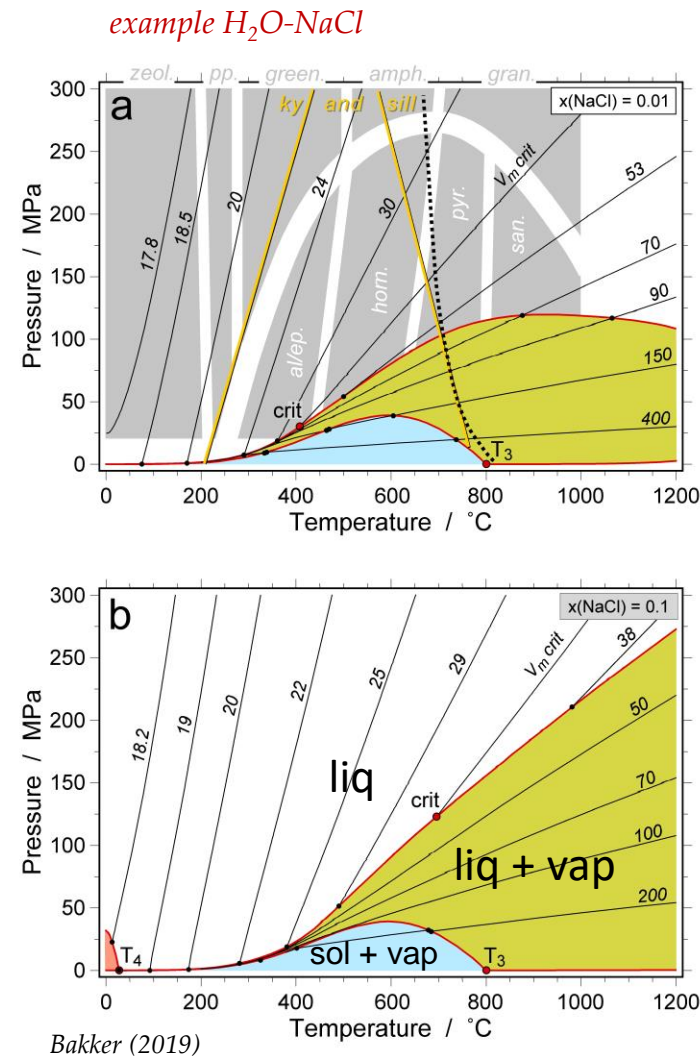 example H₂O-NaCl
zeol. pp. green. amph. gran.
a
ky and sill
x(NaCl) = 0.01
300
250
200
150
100
50
0
Pressure / MPa
17.8
18.5
20
24
30
Vm crit
53
70
90
150
400
al/ep.
horn.
pyr.
san.
crit
T₃
0 200 400 600 800 1000 1200
Temperature / ˚C
b
x(NaCl) = 0.1
300
250
200
150
100
50
0
Pressure / MPa
18.2
19
20
22
25
29
Vm crit
38
50
70
100
200
liq
crit
liq + vap
sol + vap
T₄
T₃
0 200 400 600 800 1000 1200
Temperature / ˚C
Bakker (2019)